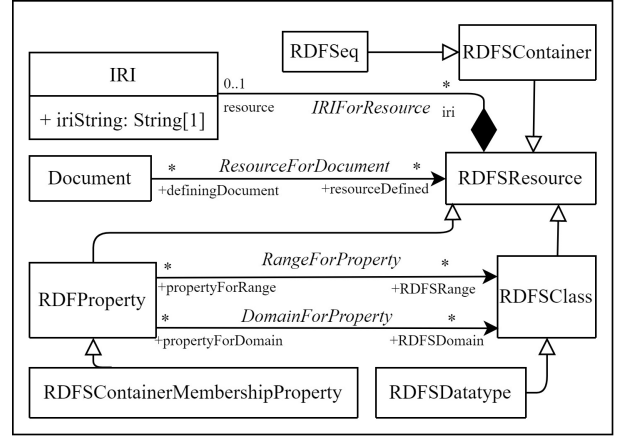 RDFSeq
RDFSContainer
IRI
+ iriString: String[1]
0..1
*
resource
IRIForResource
iri
Document
*
ResourceForDocument
*
+definingDocument
+resourceDefined
RDFSResource
RDFProperty
*
RangeForProperty
*
+propertyForRange
+RDFSRange
*
DomainForProperty
*
+propertyForDomain
+RDFSDomain
RDFSClass
RDFSContainerMembershipProperty
RDFSDatatype